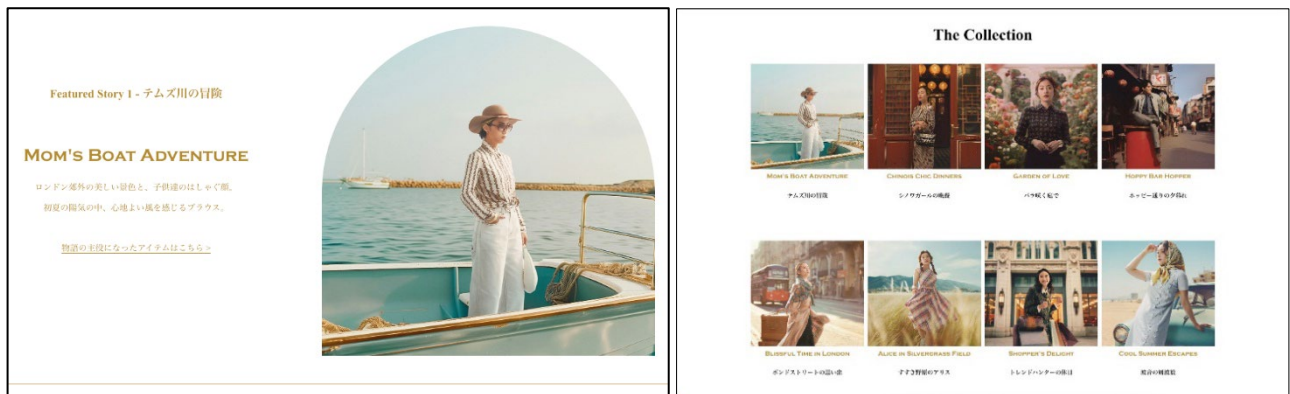 Featured Story 1 - テムズ川の冒険
MOM'S BOAT ADVENTURE
ロンドン郊外の美しい景色と、子供達のはしゃぐ顔。
初夏の陽気の中、心地よい風を感じるブラウス。
物語の主役になったアイテムはこちら >
The Collection
MOM'S BOAT ADVENTURE
CHINOIS CHIC DINNERS
GARDEN OF LOVE
HOPPY BAR HOPPER
テムズ川の冒険
シノワガールの晩餐
バラ咲く庭で
ホッピー通りの夕暮れ
BLISSFUL TIME IN LONDON
ALICE IN SILVERGRASS FIELD
SHOPPER'S DELIGHT
COOL SUMMER ESCAPES
ボンドストリートの思い出
すすき野原のアリス
トレンドハンターの休日